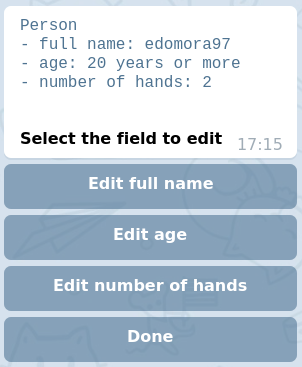 Person
- full name: edomora97
- age: 20 years or more
- number of hands: 2
Select the field to edit
17:15
Edit full name
Edit age
Edit number of hands
Done